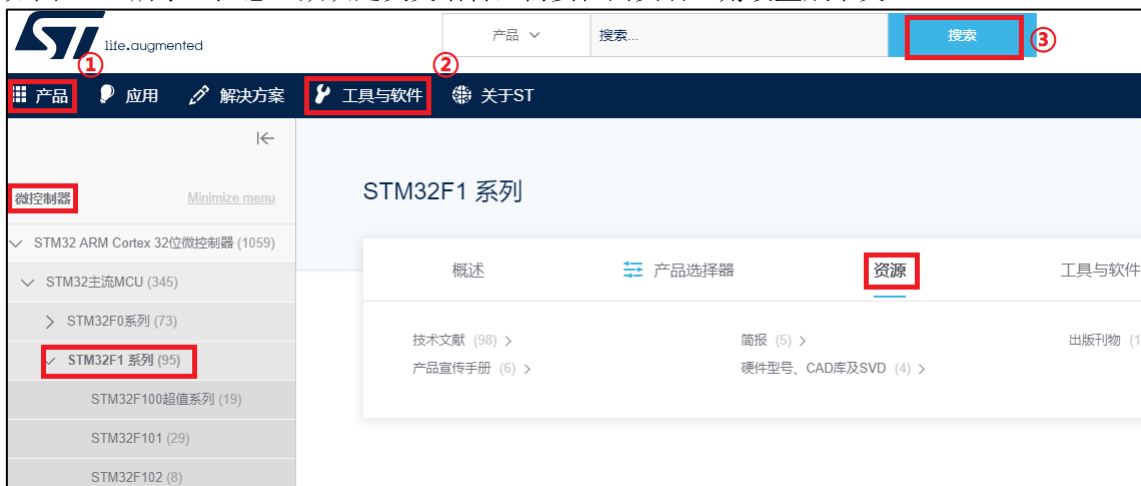 life.augmented
产品
搜索...
搜索
③
①
②
产品
应用
解决方案
工具与软件
关于ST
微控制器
Minimize menu
STM32F1 系列
STM32 ARM Cortex 32位微控制器 (1059)
STM32主流MCU (345)
STM32F0系列 (73)
STM32F1 系列 (95)
STM32F100超值系列 (19)
STM32F101 (29)
STM32F102 (8)
概述
产品选择器
资源
工具与软件
技术文献 (98)
简报 (5)
出版刊物 (1
产品宣传手册 (6)
硬件型号、CAD库及SVD (4)